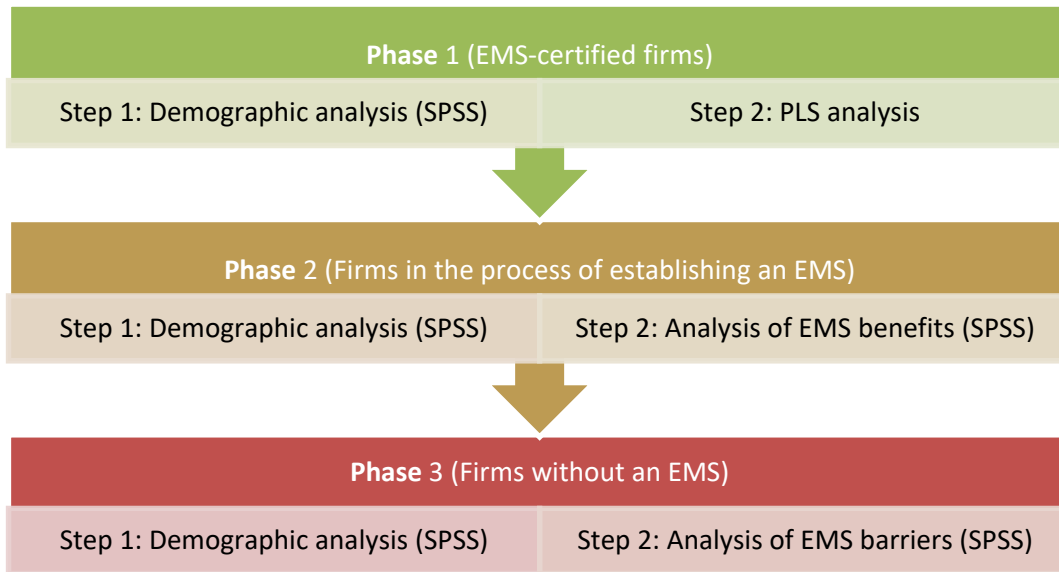 Phase 1 (EMS-certified firms)
Step 1: Demographic analysis (SPSS)
Step 2: PLS analysis
Phase 2 (Firms in the process of establishing an EMS)
Step 1: Demographic analysis (SPSS)
Step 2: Analysis of EMS benefits (SPSS)
Phase 3 (Firms without an EMS)
Step 1: Demographic analysis (SPSS)
Step 2: Analysis of EMS barriers (SPSS)